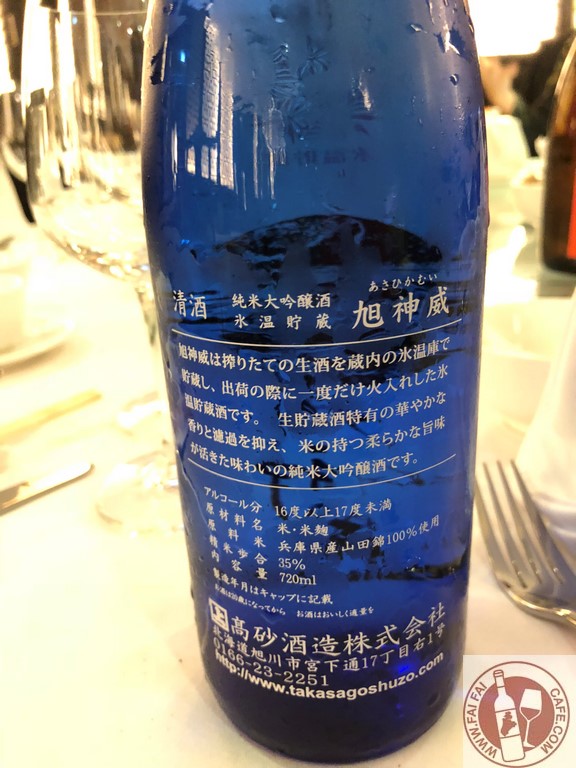 あさひかむい
清酒 純米大吟醸酒 氷温貯蔵 旭神威
旭神威は搾りたての生酒を蔵内の氷温庫で
貯蔵し、出荷の際に一度だけ火入れした氷
温貯蔵酒です。 生貯蔵酒特有の華やかな
香りと濾過を抑え、米の持つ柔らかな旨味
が活きた味わいの純米大吟醸酒です。
アルコール分 16度以上17度未満
原材料名 米・米麹
原料米 兵庫県産山田錦100%使用
精米歩合 35%
内容量 720ml
製造年月はキャップに記載
お酒は20歳になってから お酒はおいしく適量を
髙砂酒造株式会社
北海道旭川市宮下通17丁目右1号
0166-23-2251
http://www.takasagoshuzo.com
WWW.FAI FAI CAFE.COM